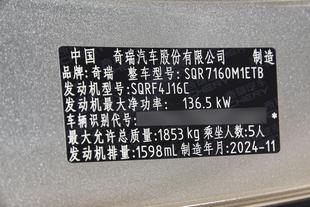 中国 奇瑞汽车股份有限公司 制造
品牌:奇瑞 整车型号:SQR7160M1ETB
发动机型号:SQRF4J16C
发动机最大净功率: 136.5 kW
车辆识别代号: *
最大允许总质量:1853 kg 乘坐人数:5人
发动机排量:1598mL 制造年月:2024-11